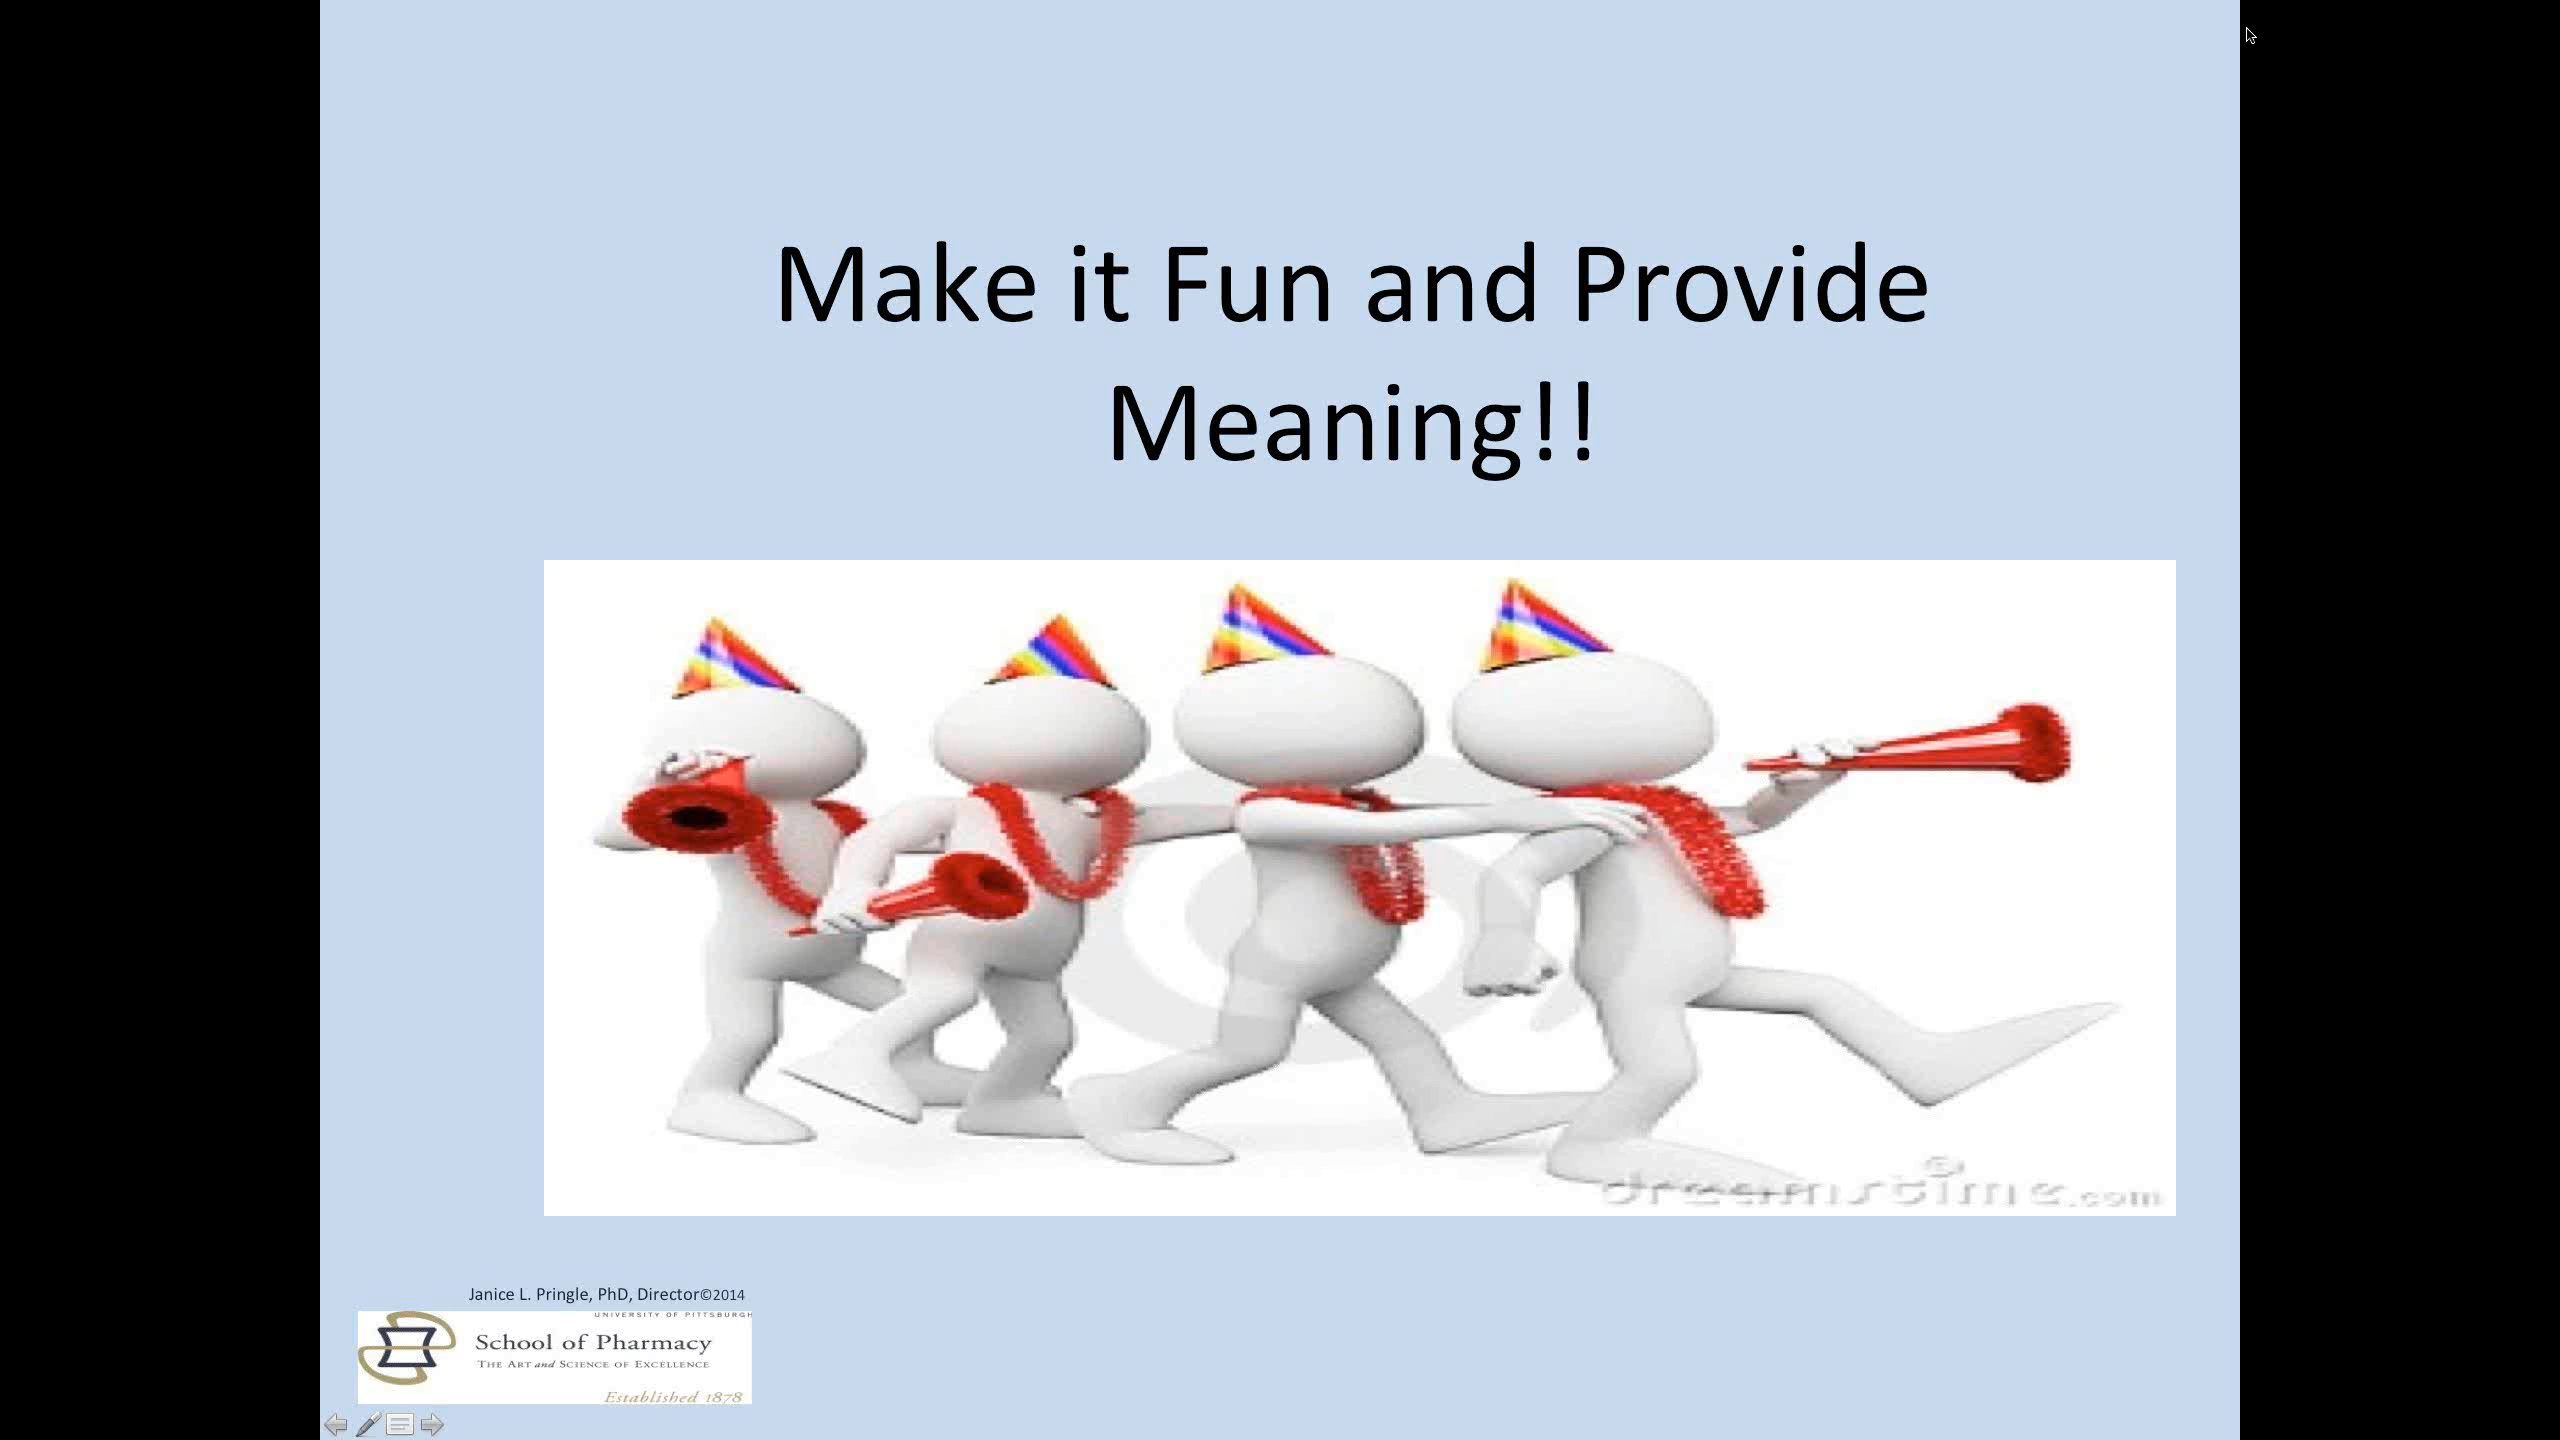 Make it Fun and Provide
Meaning!!
dreamstime.com
Janice L. Pringle, PhD, Director©2014
UNIVERSITY OF PITTSBURGH
School of Pharmacy
THE ART and SCIENCE OF EXCELLENCE
Established 1878